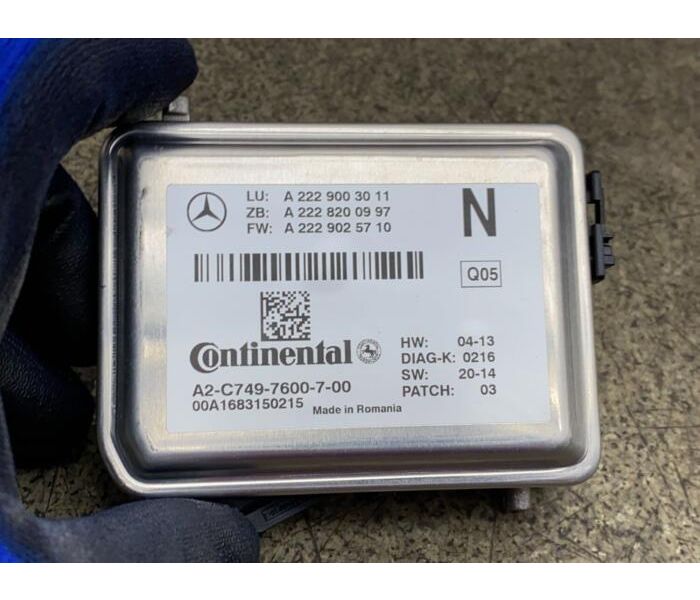 LU: A 222 900 30 11
ZB: A 222 820 09 97
FW: A 222 902 57 10
N
Q05
Continental
HW: 04-13
DIAG-K: 0216
SW: 20-14
PATCH: 03
A2-C749-7600-7-00
00A1683150215
Made in Romania